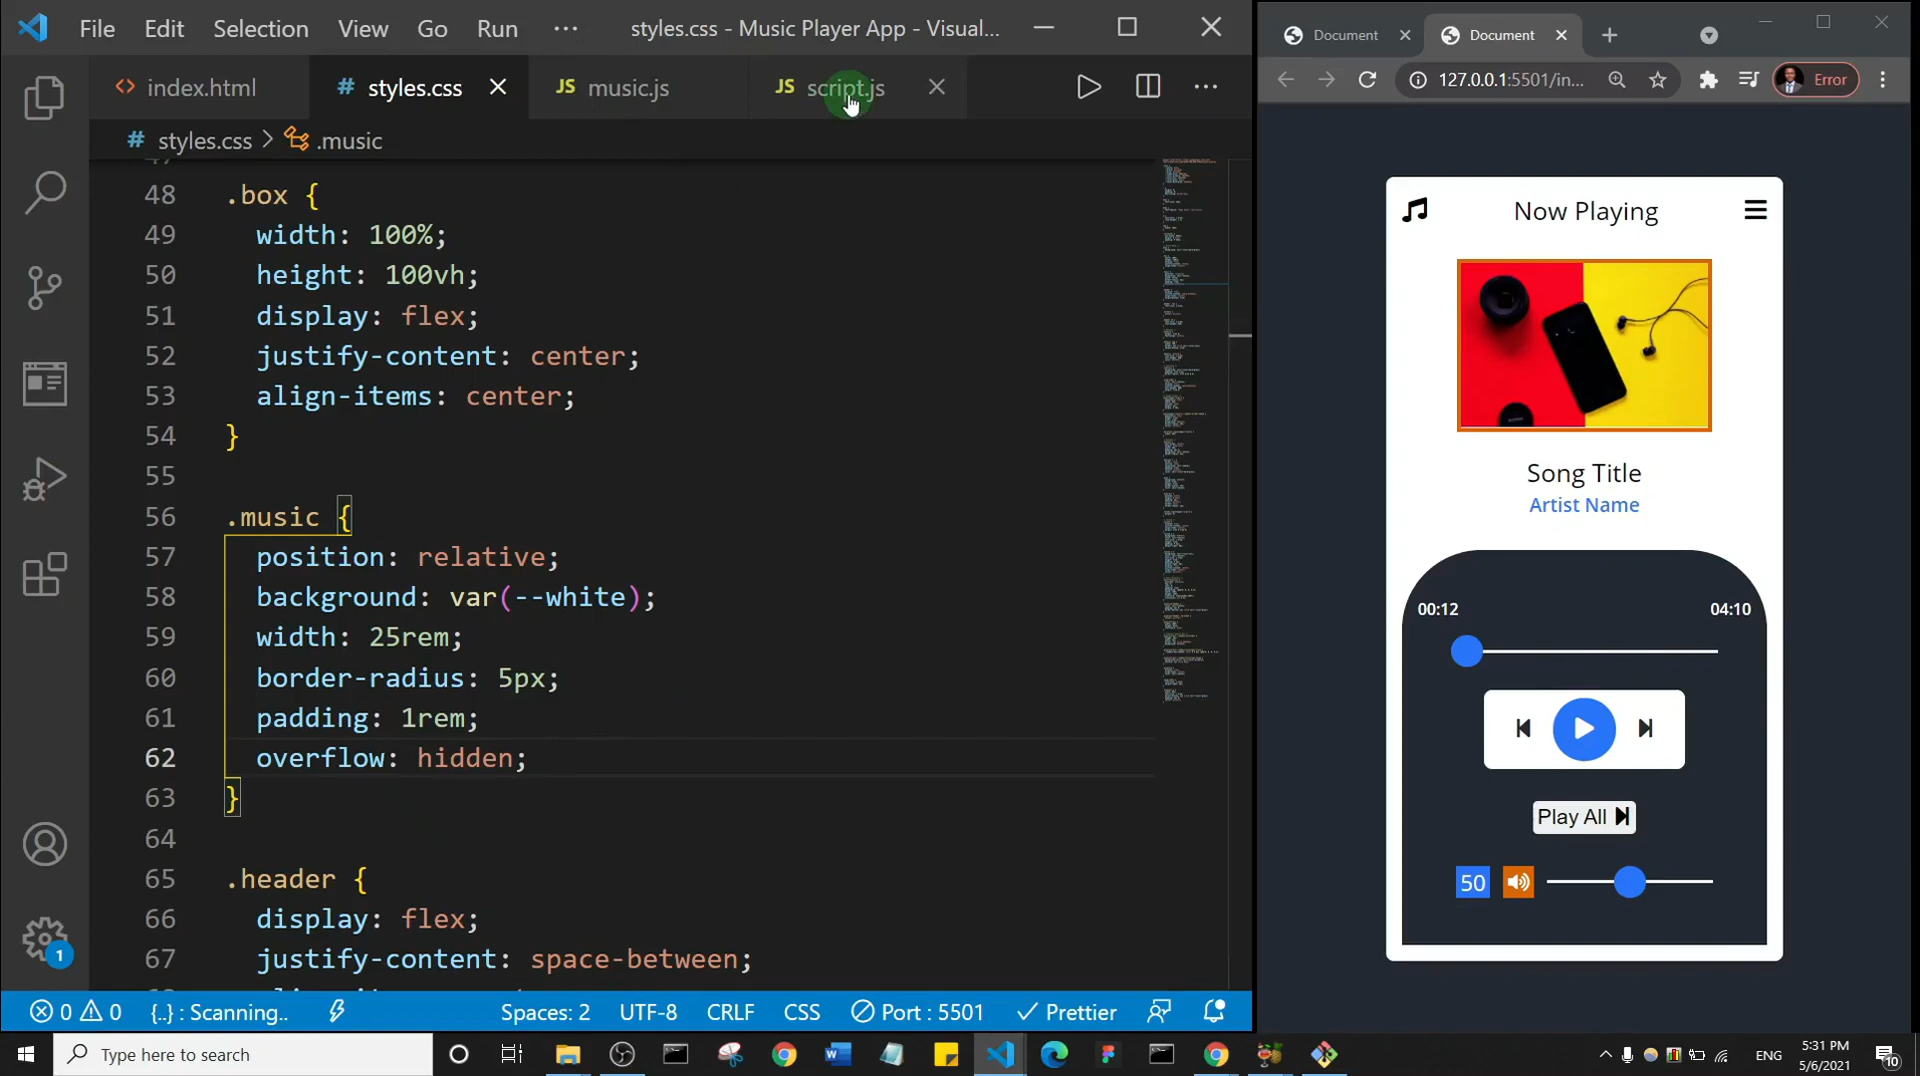 File Edit Selection View Go Run ··· styles.css - Music Player App - Visual...
index.html styles.css music.js script.js
styles.css > .music
48 .box {
49 width: 100%;
50 height: 100vh;
51 display: flex;
52 justify-content: center;
53 align-items: center;
54 }
55
56 .music {
57 position: relative;
58 background: var(--white);
59 width: 25rem;
60 border-radius: 5px;
61 padding: 1rem;
62 overflow: hidden;
63 }
64
65 .header {
66 display: flex;
67 justify-content: space-between;
1
0 0 {..} : Scanning.. Spaces: 2 UTF-8 CRLF CSS Port : 5501 Prettier
Document Document
127.0.0.1:5501/in... Error
Now Playing
Song Title
Artist Name
00:12 04:10
Play All
50
Type here to search
ENG
5:31 PM
5/6/2021
10